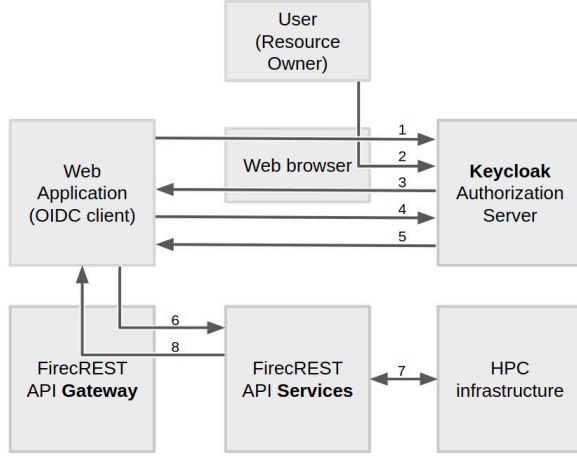 User
(Resource
Owner)
1
Web browser
2
3
4
5
Web
Application
(OIDC client)
Keycloak
Authorization
Server
6
8
FirecREST
API Gateway
FirecREST
API Services
7
HPC
infrastructure